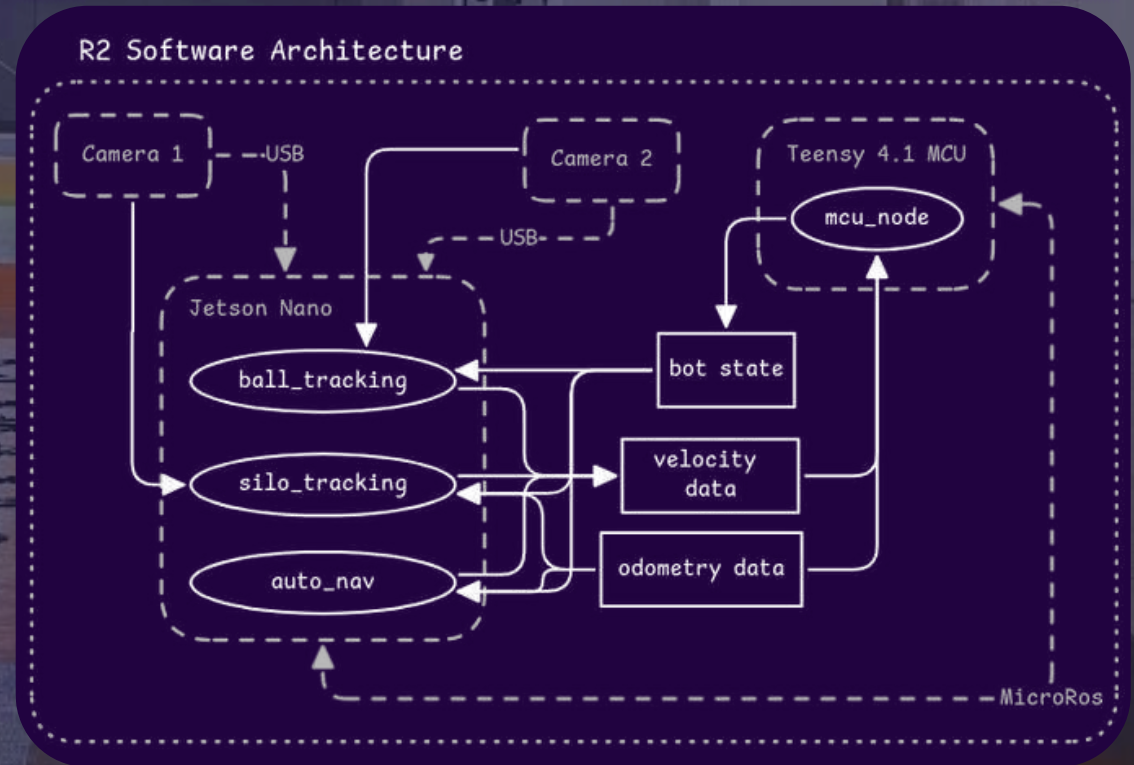 R2 Software Architecture
Camera 1
USB
Camera 2
Teensy 4.1 MCU
mcu_node
USB
Jetson Nano
ball_tracking
bot state
silo_tracking
velocity
data
auto_nav
odometry data
MicroRos